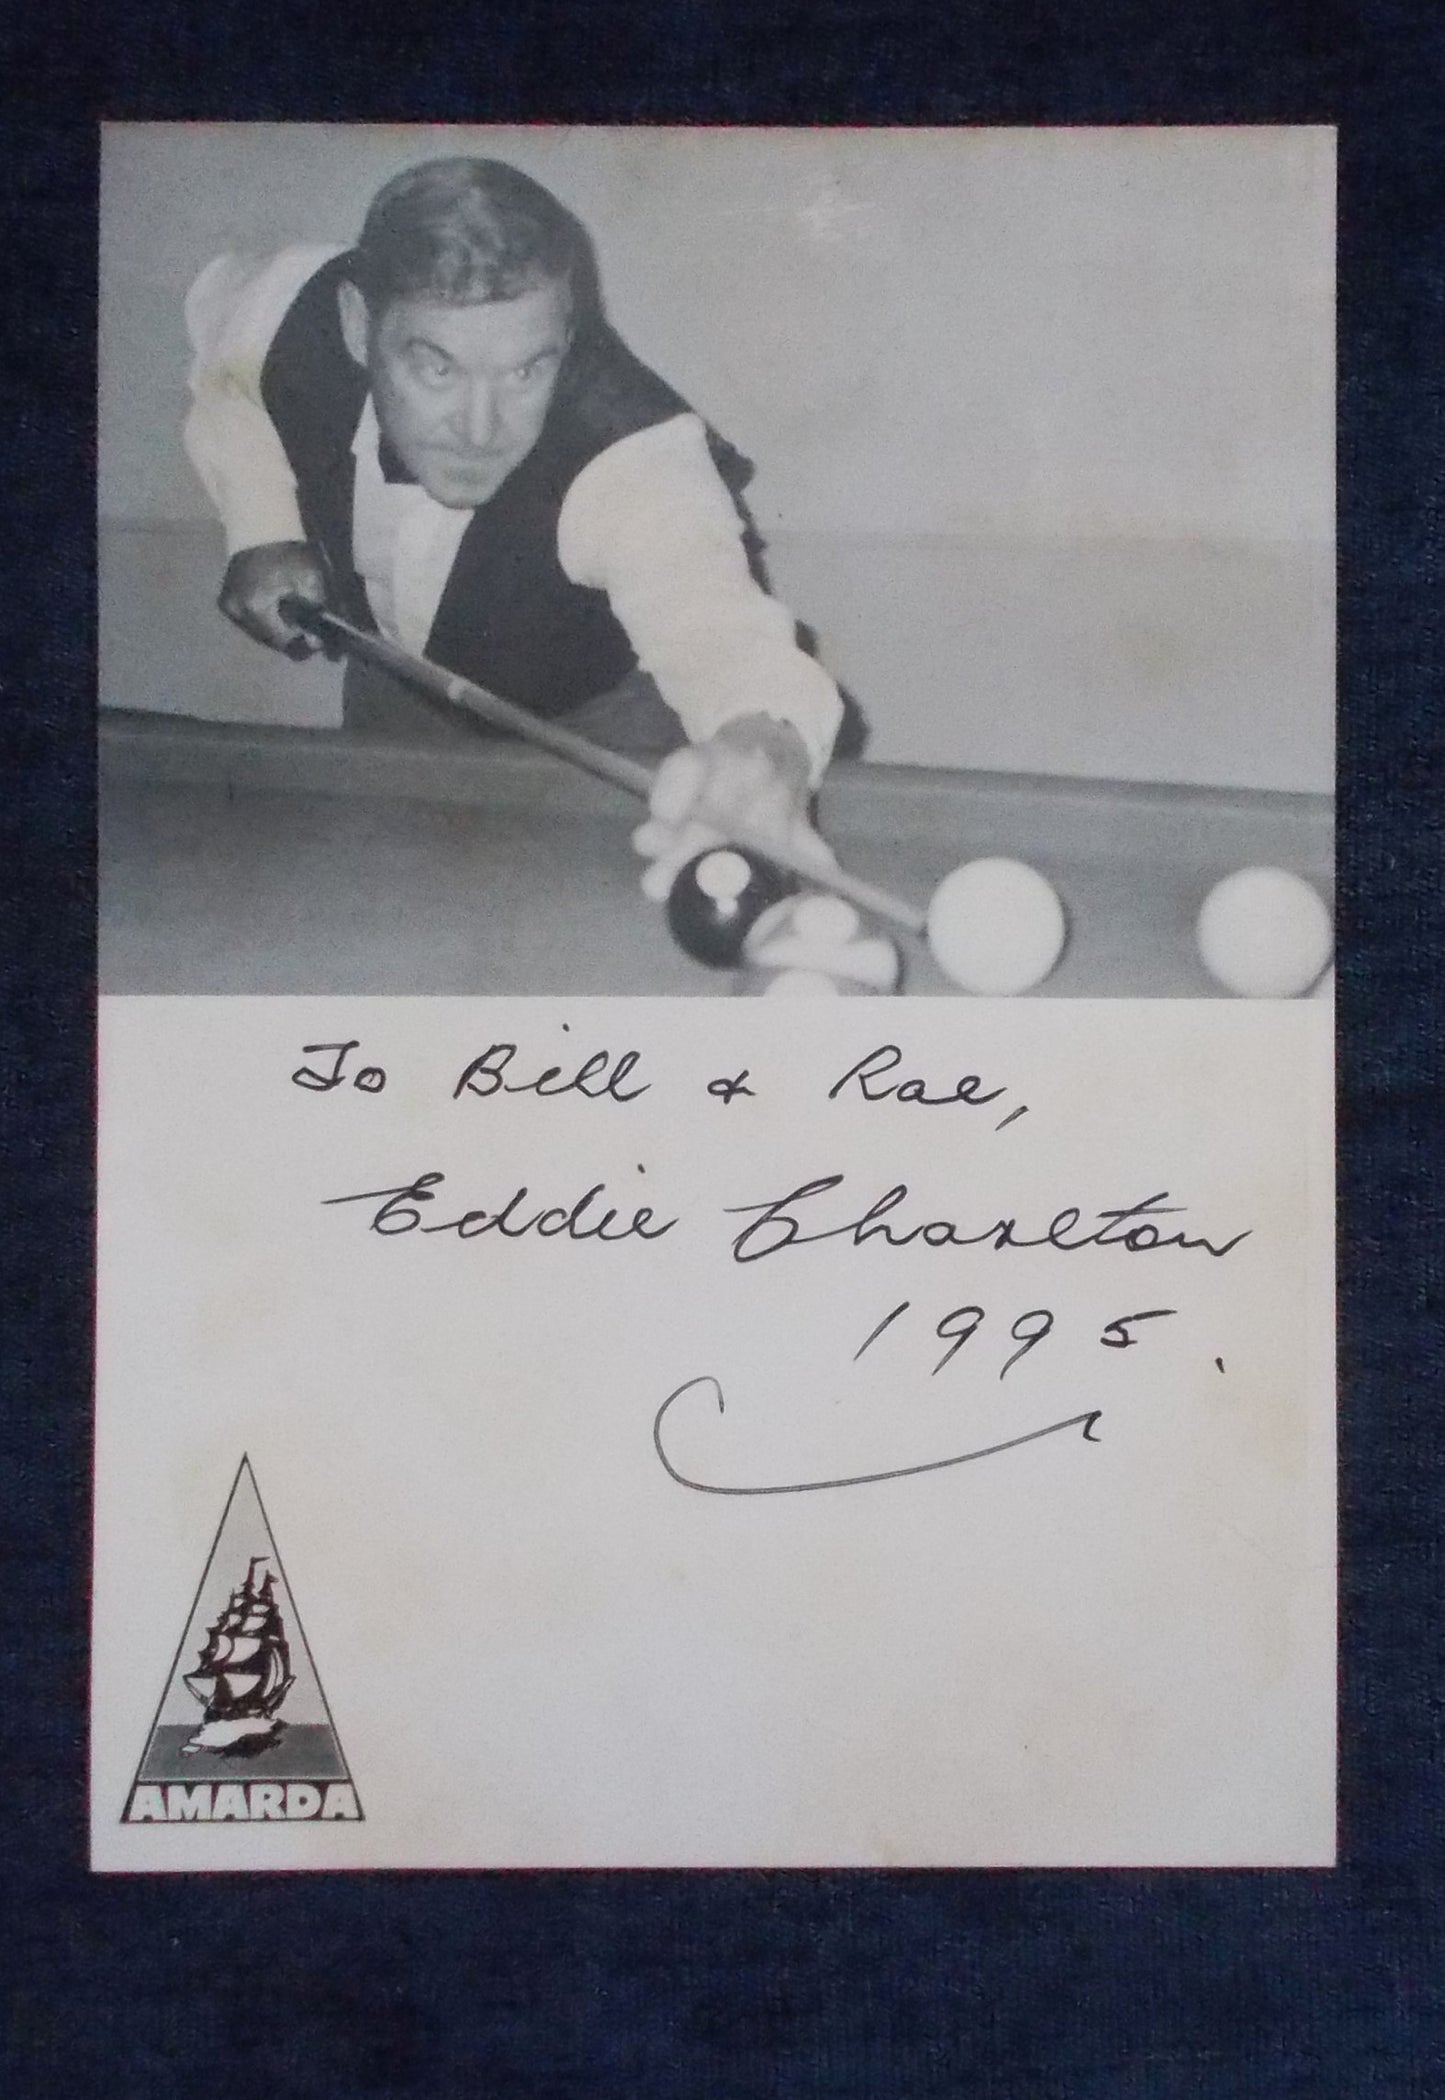 To Bill & Rae,
Eddie Charlton
1995.
AMARDA